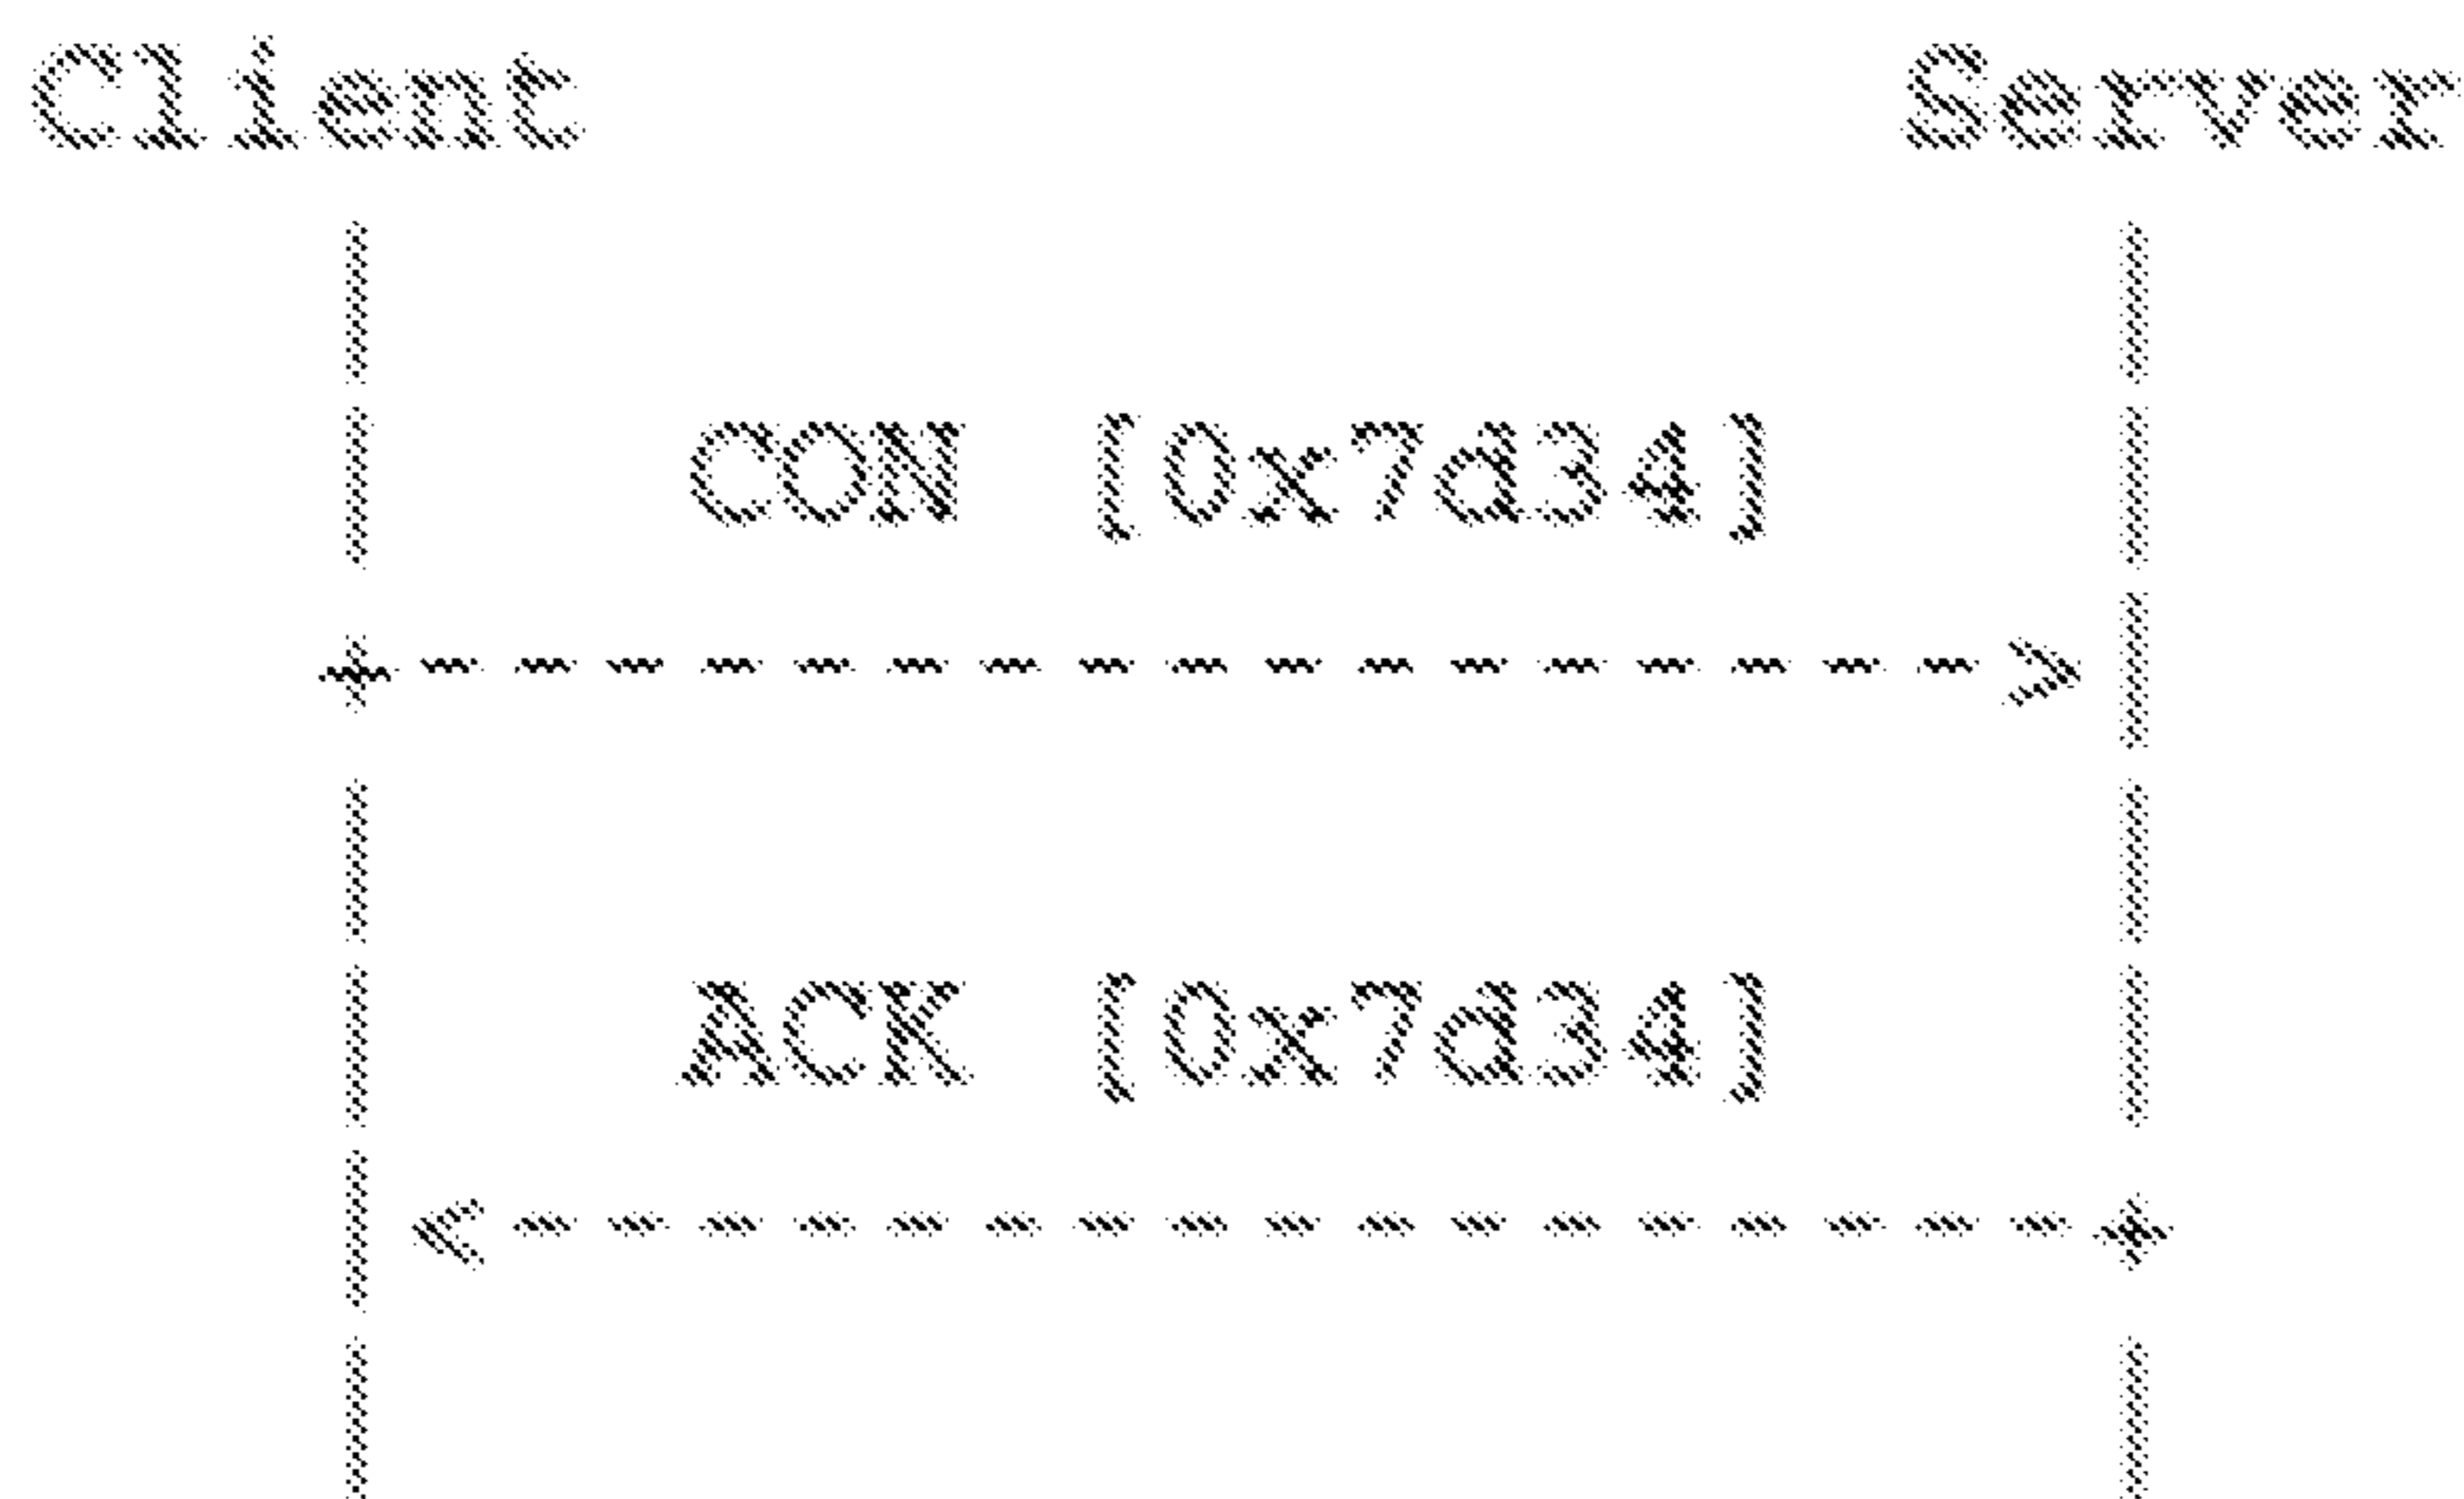 Client              Server
   |                  |
   |   CON [0x7d34]   |
   +----------------->|
   |                  |
   |   ACK [0x7d34]   |
   |<-----------------+
   |                  |